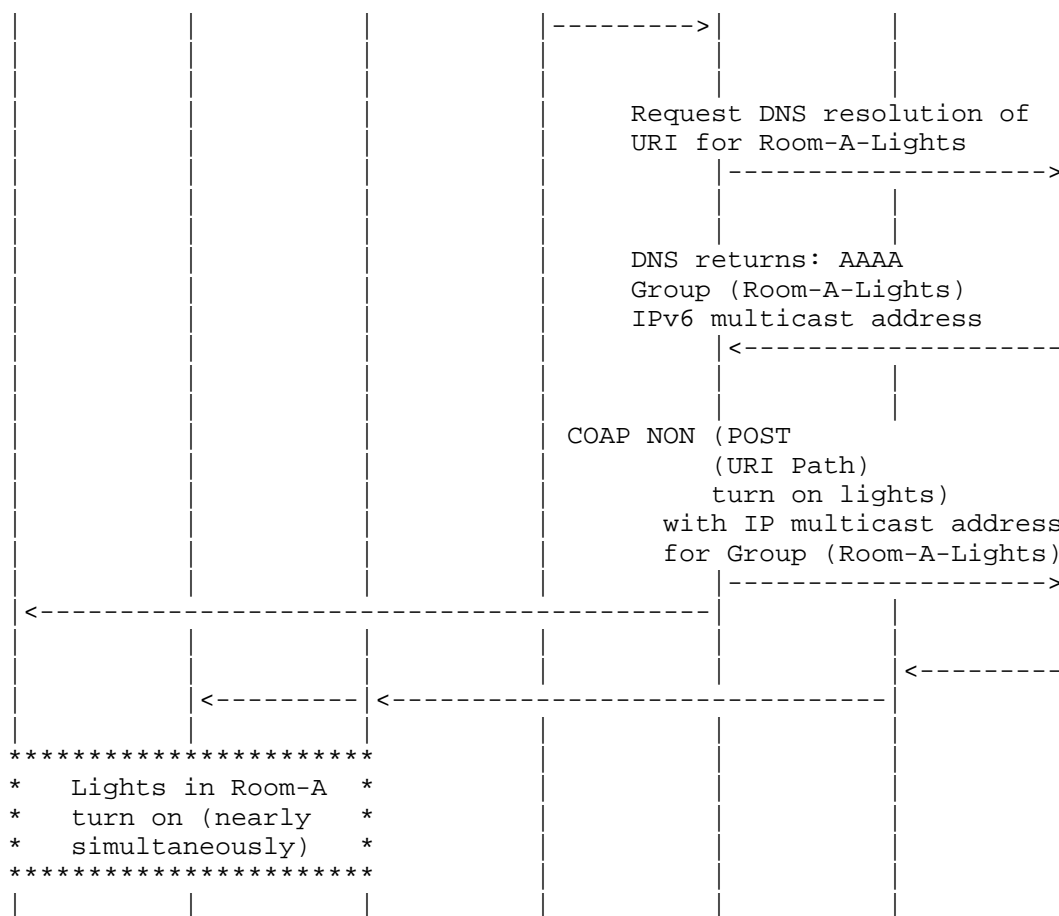 Request DNS resolution of
URI for Room-A-Lights
DNS returns: AAAA
Group (Room-A-Lights)
IPv6 multicast address
COAP NON (POST
(URI Path)
turn on lights)
with IP multicast address
for Group (Room-A-Lights)
Lights in Room-A
turn on (nearly
simultaneously)